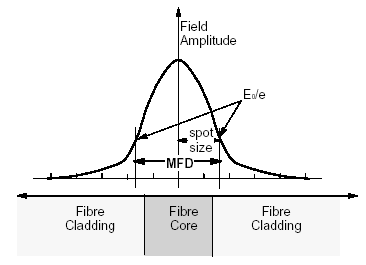 Field
Amplitude
E₀/e
spot
size
MFD
Fibre
Cladding
Fibre
Core
Fibre
Cladding